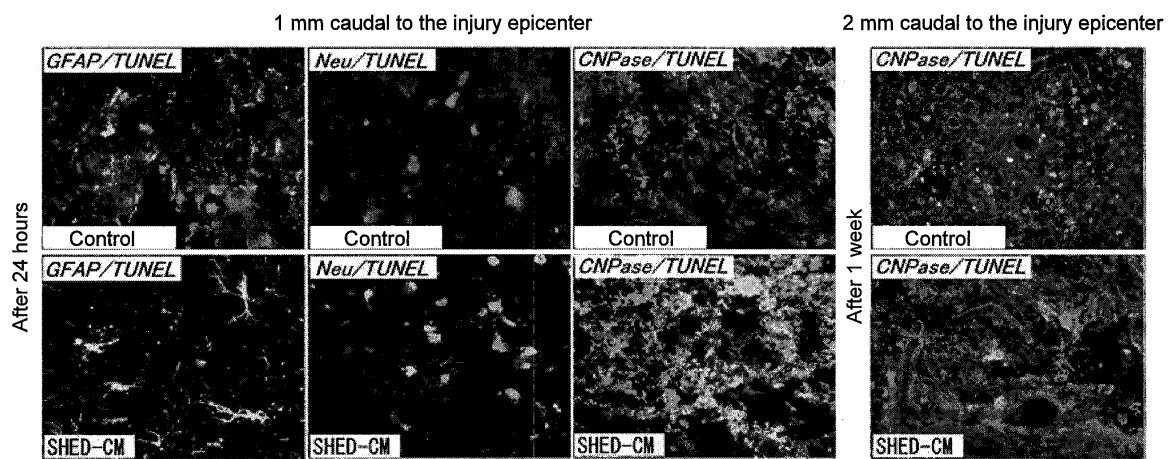 1 mm caudal to the injury epicenter
2 mm caudal to the injury epicenter
After 24 hours
GFAP/TUNEL
Neu/TUNEL
CNPase/TUNEL
After 1 week
CNPase/TUNEL
Control
Control
Control
Control
GFAP/TUNEL
Neu/TUNEL
CNPase/TUNEL
CNPase/TUNEL
SHED-CM
SHED-CM
SHED-CM
SHED-CM